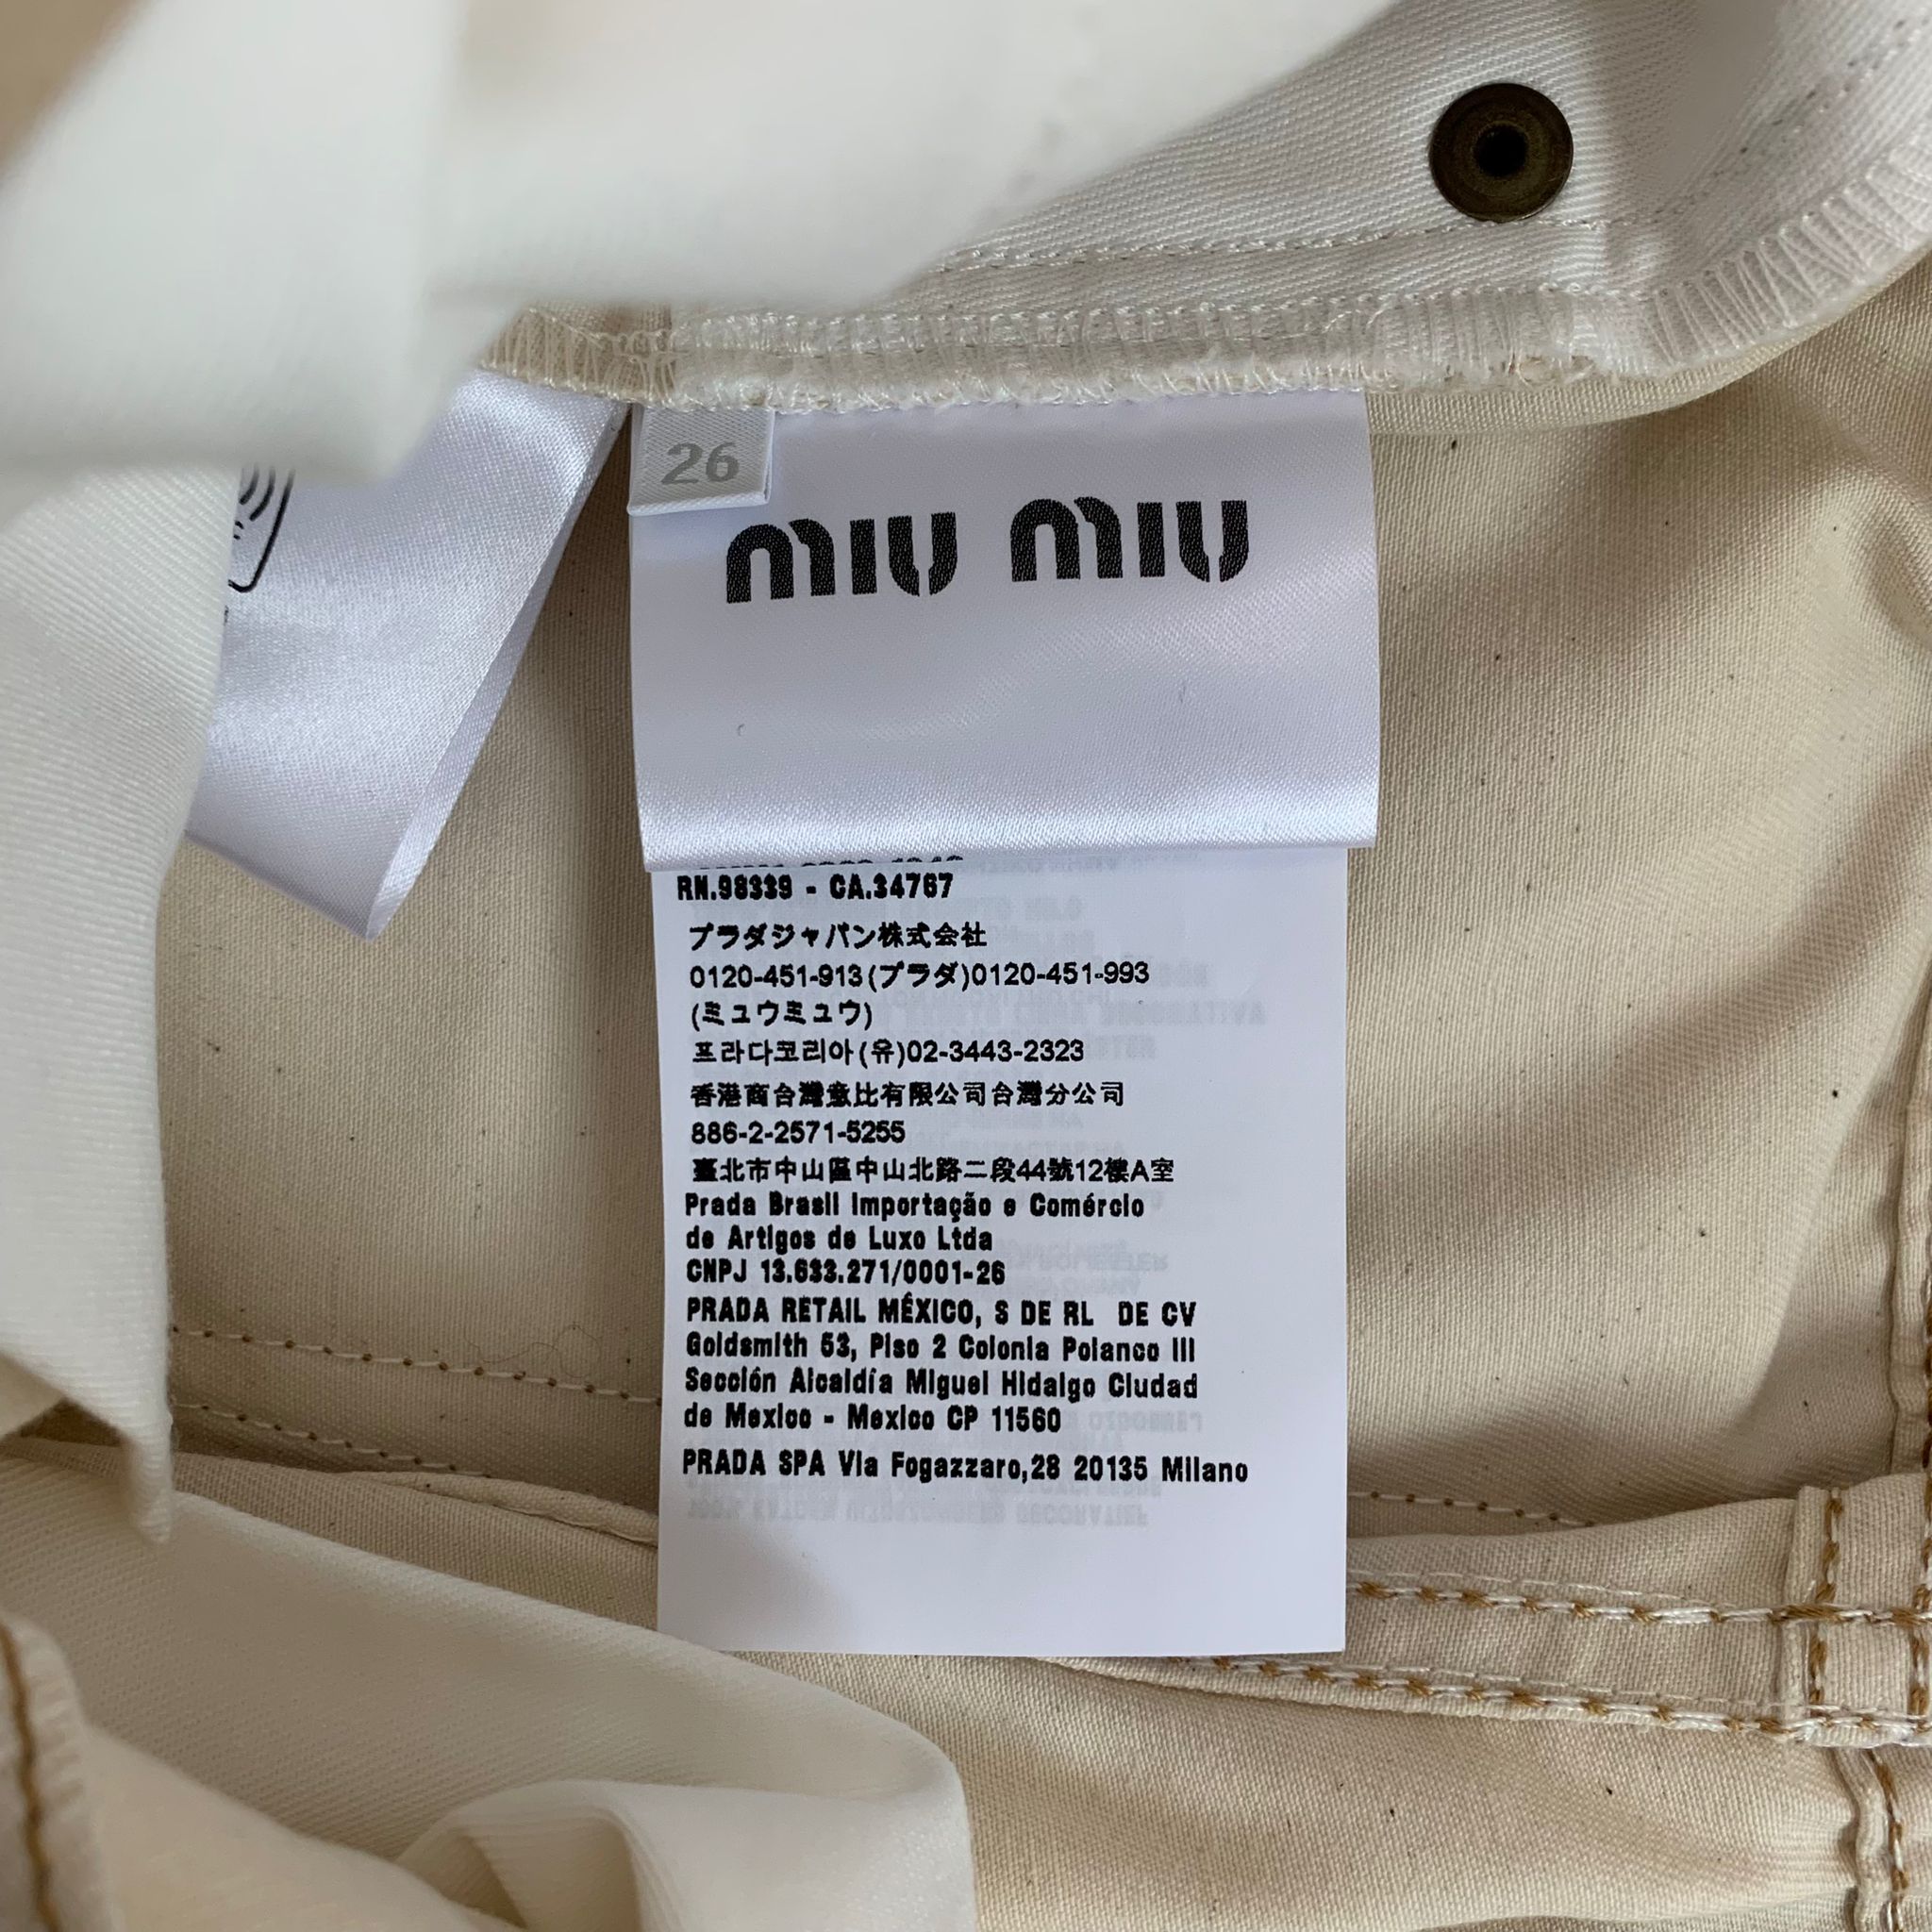 26
miu miu
RN.98339 - CA.34767
プラダジャパン株式会社
0120-451-913(プラダ)0120-451-993
(ミュウミュウ)
프라다코리아(유)02-3443-2323
香港商台灣意比有限公司台灣分公司
886-2-2571-5255
臺北市中山區中山北路二段44號12樓A室
Prada Brasil Importação e Comércio
de Artigos de Luxo Ltda
CNPJ 13.633.271/0001-26
PRADA RETAIL MÉXICO, S DE RL DE CV
Goldsmith 53, Piso 2 Colonia Polanco III
Sección Alcaldía Miguel Hidalgo Ciudad
de Mexico - Mexico CP 11560
PRADA SPA Via Fogazzaro,28 20135 Milano